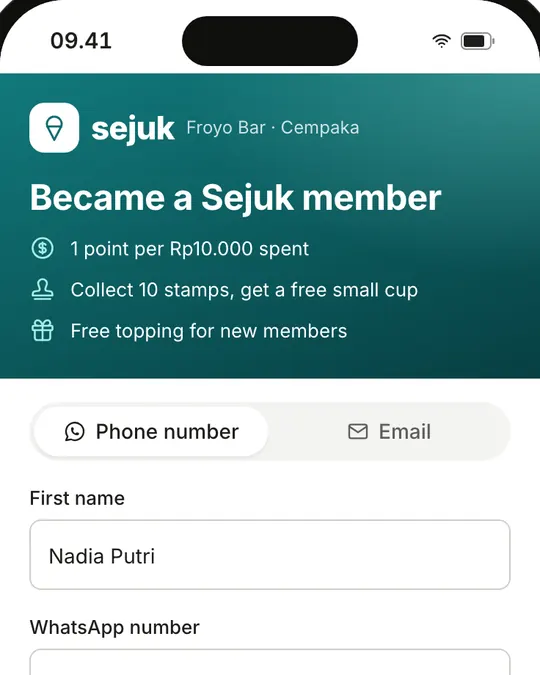 09.41
sejuk Froyo Bar · Cempaka
Became a Sejuk member
1 point per Rp10.000 spent
Collect 10 stamps, get a free small cup
Free topping for new members
Phone number
Email
First name
Nadia Putri
WhatsApp number